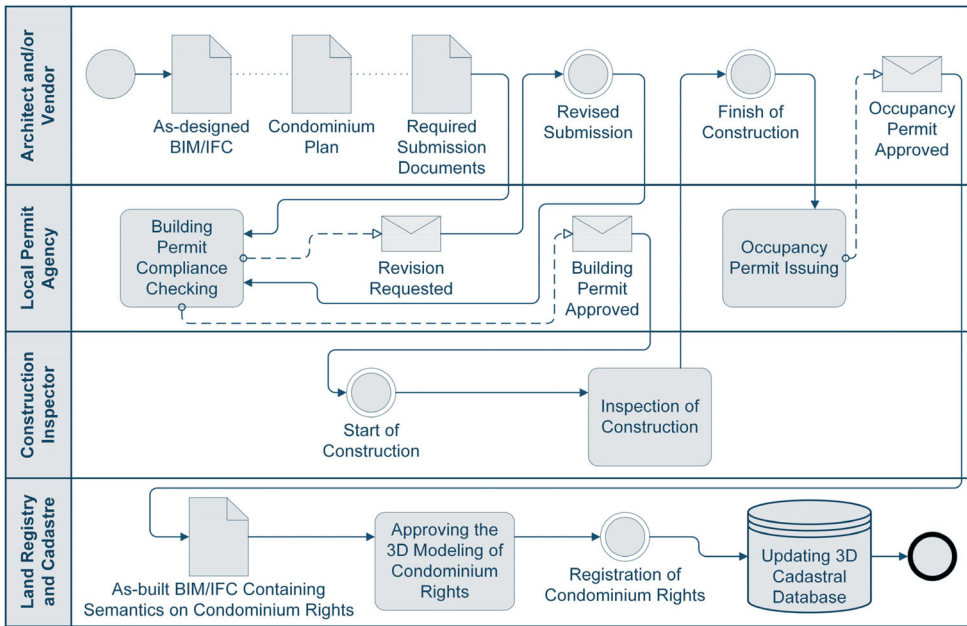 Architect and/or
Vendor
As-designed
BIM/IFC
Condominium
Plan
Required
Submission
Documents
Revised
Submission
Finish of
Construction
Occupancy
Permit
Approved
Local Permit
Agency
Building
Permit
Compliance
Checking
Revision
Requested
Building
Permit
Approved
Occupancy
Permit Issuing
Construction
Inspector
Start of
Construction
Inspection of
Construction
Land Registry
and Cadastre
As-built BIM/IFC Containing
Semantics on Condominium Rights
Approving the
3D Modeling of
Condominium
Rights
Registration of
Condominium Rights
Updating 3D
Cadastral
Database